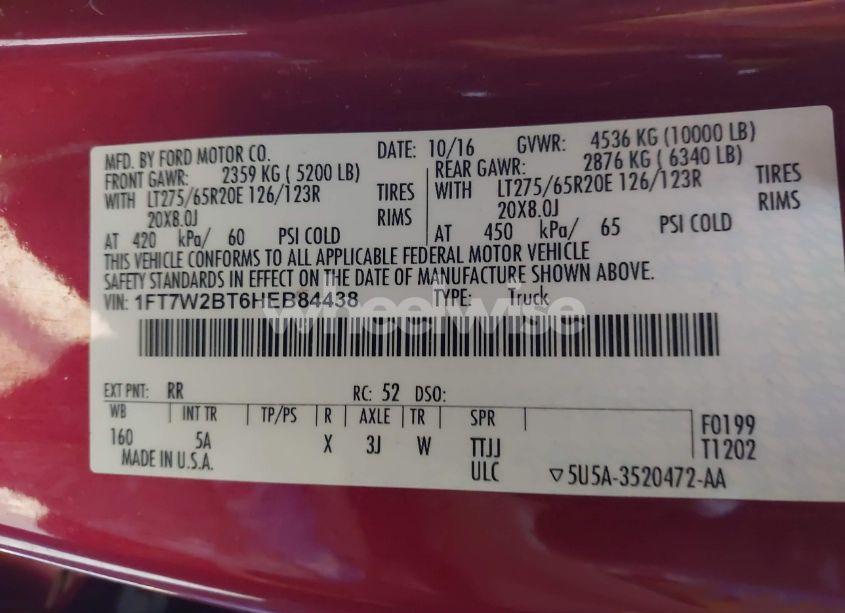 MFD. BY FORD MOTOR CO. DATE: 10/16 GVWR: 4536 KG (10000 LB)
FRONT GAWR: 2359 KG ( 5200 LB) REAR GAWR: 2876 KG ( 6340 LB)
WITH LT275/65R20E 126/123R TIRES WITH LT275/65R20E 126/123R TIRES
20X8.0J RIMS 20X8.0J RIMS
AT 420 kPa/ 60 PSI COLD AT 450 kPa/ 65 PSI COLD
THIS VEHICLE CONFORMS TO ALL APPLICABLE FEDERAL MOTOR VEHICLE
SAFETY STANDARDS IN EFFECT ON THE DATE OF MANUFACTURE SHOWN ABOVE.
VIN: 1FT7W2BT6HEB84438 TYPE: Truck
wheelwise
EXT PNT: RR RC: 52 DSO:
WB INT TR TP/PS R AXLE TR SPR F0199
160 5A X 3J W TTJJ T1202
MADE IN U.S.A. ULC ▽5U5A-3520472-AA